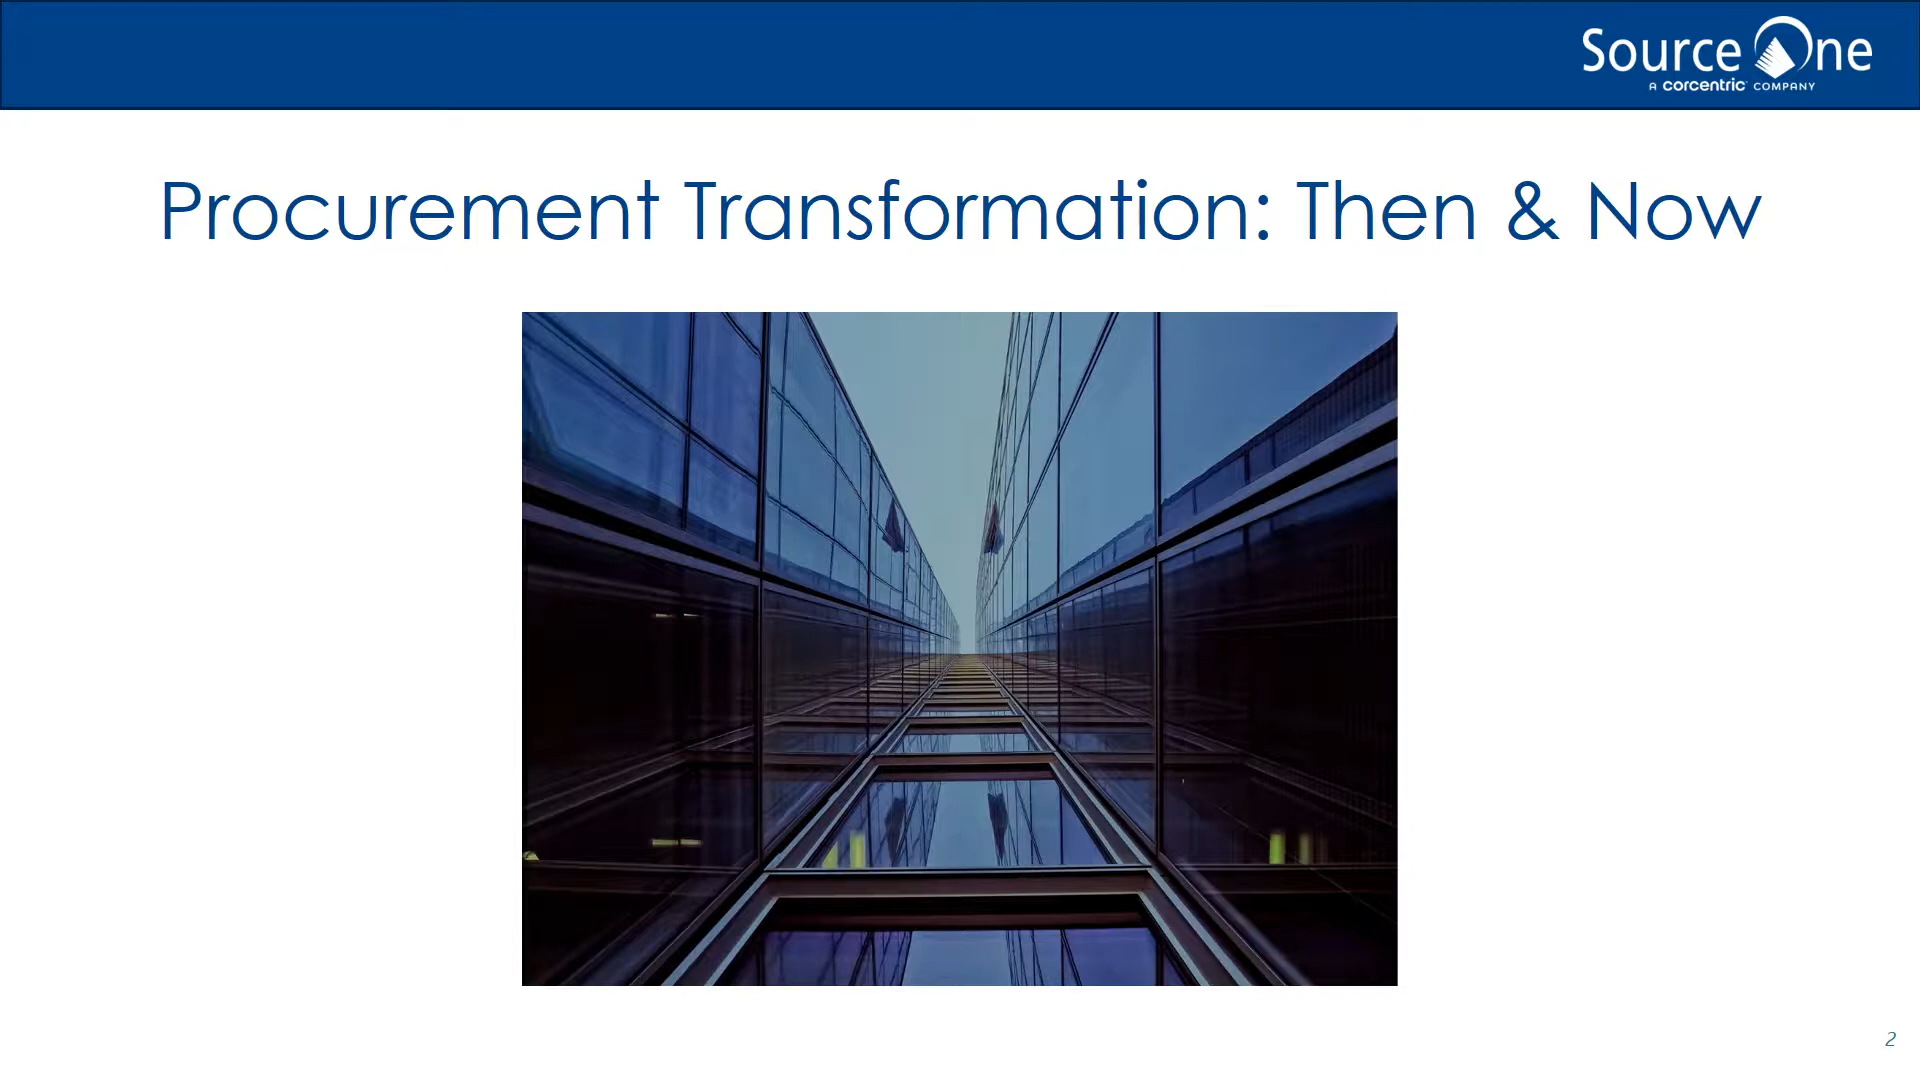 Source One
A corcentric COMPANY
Procurement Transformation: Then & Now
2